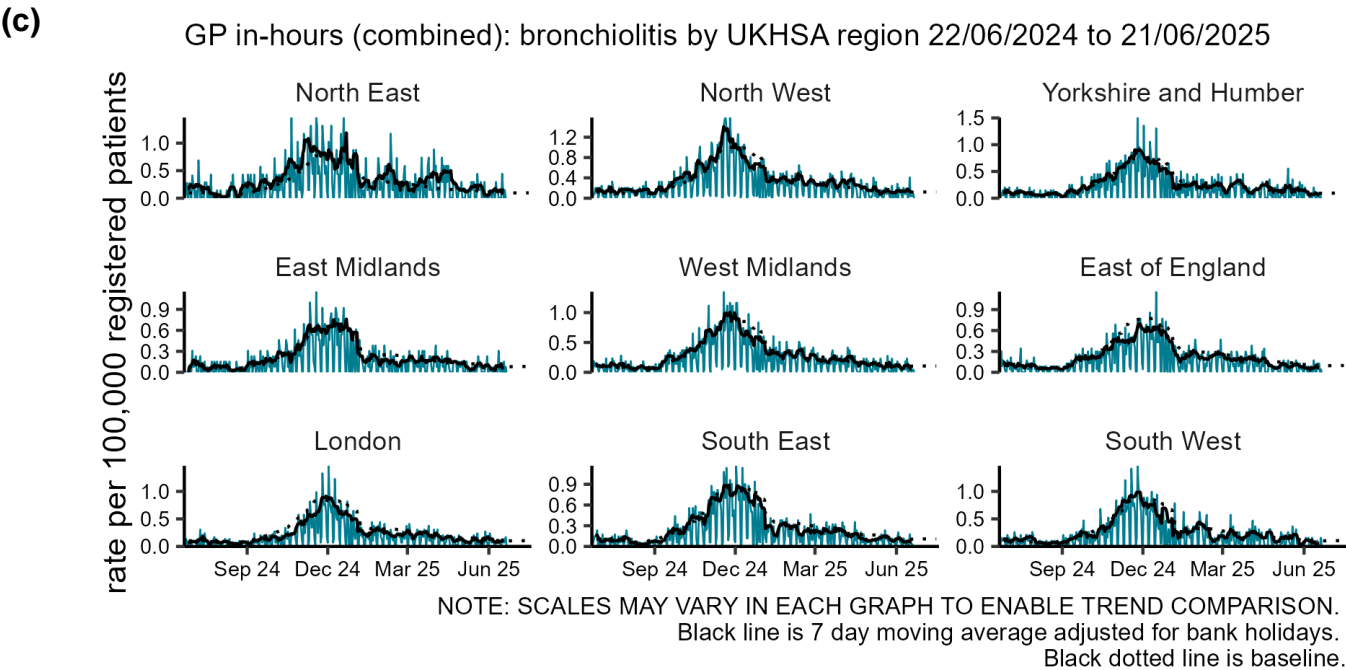 (c)
GP in-hours (combined): bronchiolitis by UKHSA region 22/06/2024 to 21/06/2025
rate per 100,000 registered patients
North East
1.0
0.5
0.0
North West
1.2
0.8
0.4
0.0
Yorkshire and Humber
1.5
1.0
0.5
0.0
East Midlands
0.9
0.6
0.3
0.0
West Midlands
1.0
0.5
0.0
East of England
0.9
0.6
0.3
0.0
London
1.0
0.5
0.0
Sep 24 Dec 24 Mar 25 Jun 25
South East
0.9
0.6
0.3
0.0
Sep 24 Dec 24 Mar 25 Jun 25
South West
1.0
0.5
0.0
Sep 24 Dec 24 Mar 25 Jun 25
NOTE: SCALES MAY VARY IN EACH GRAPH TO ENABLE TREND COMPARISON.
Black line is 7 day moving average adjusted for bank holidays.
Black dotted line is baseline.